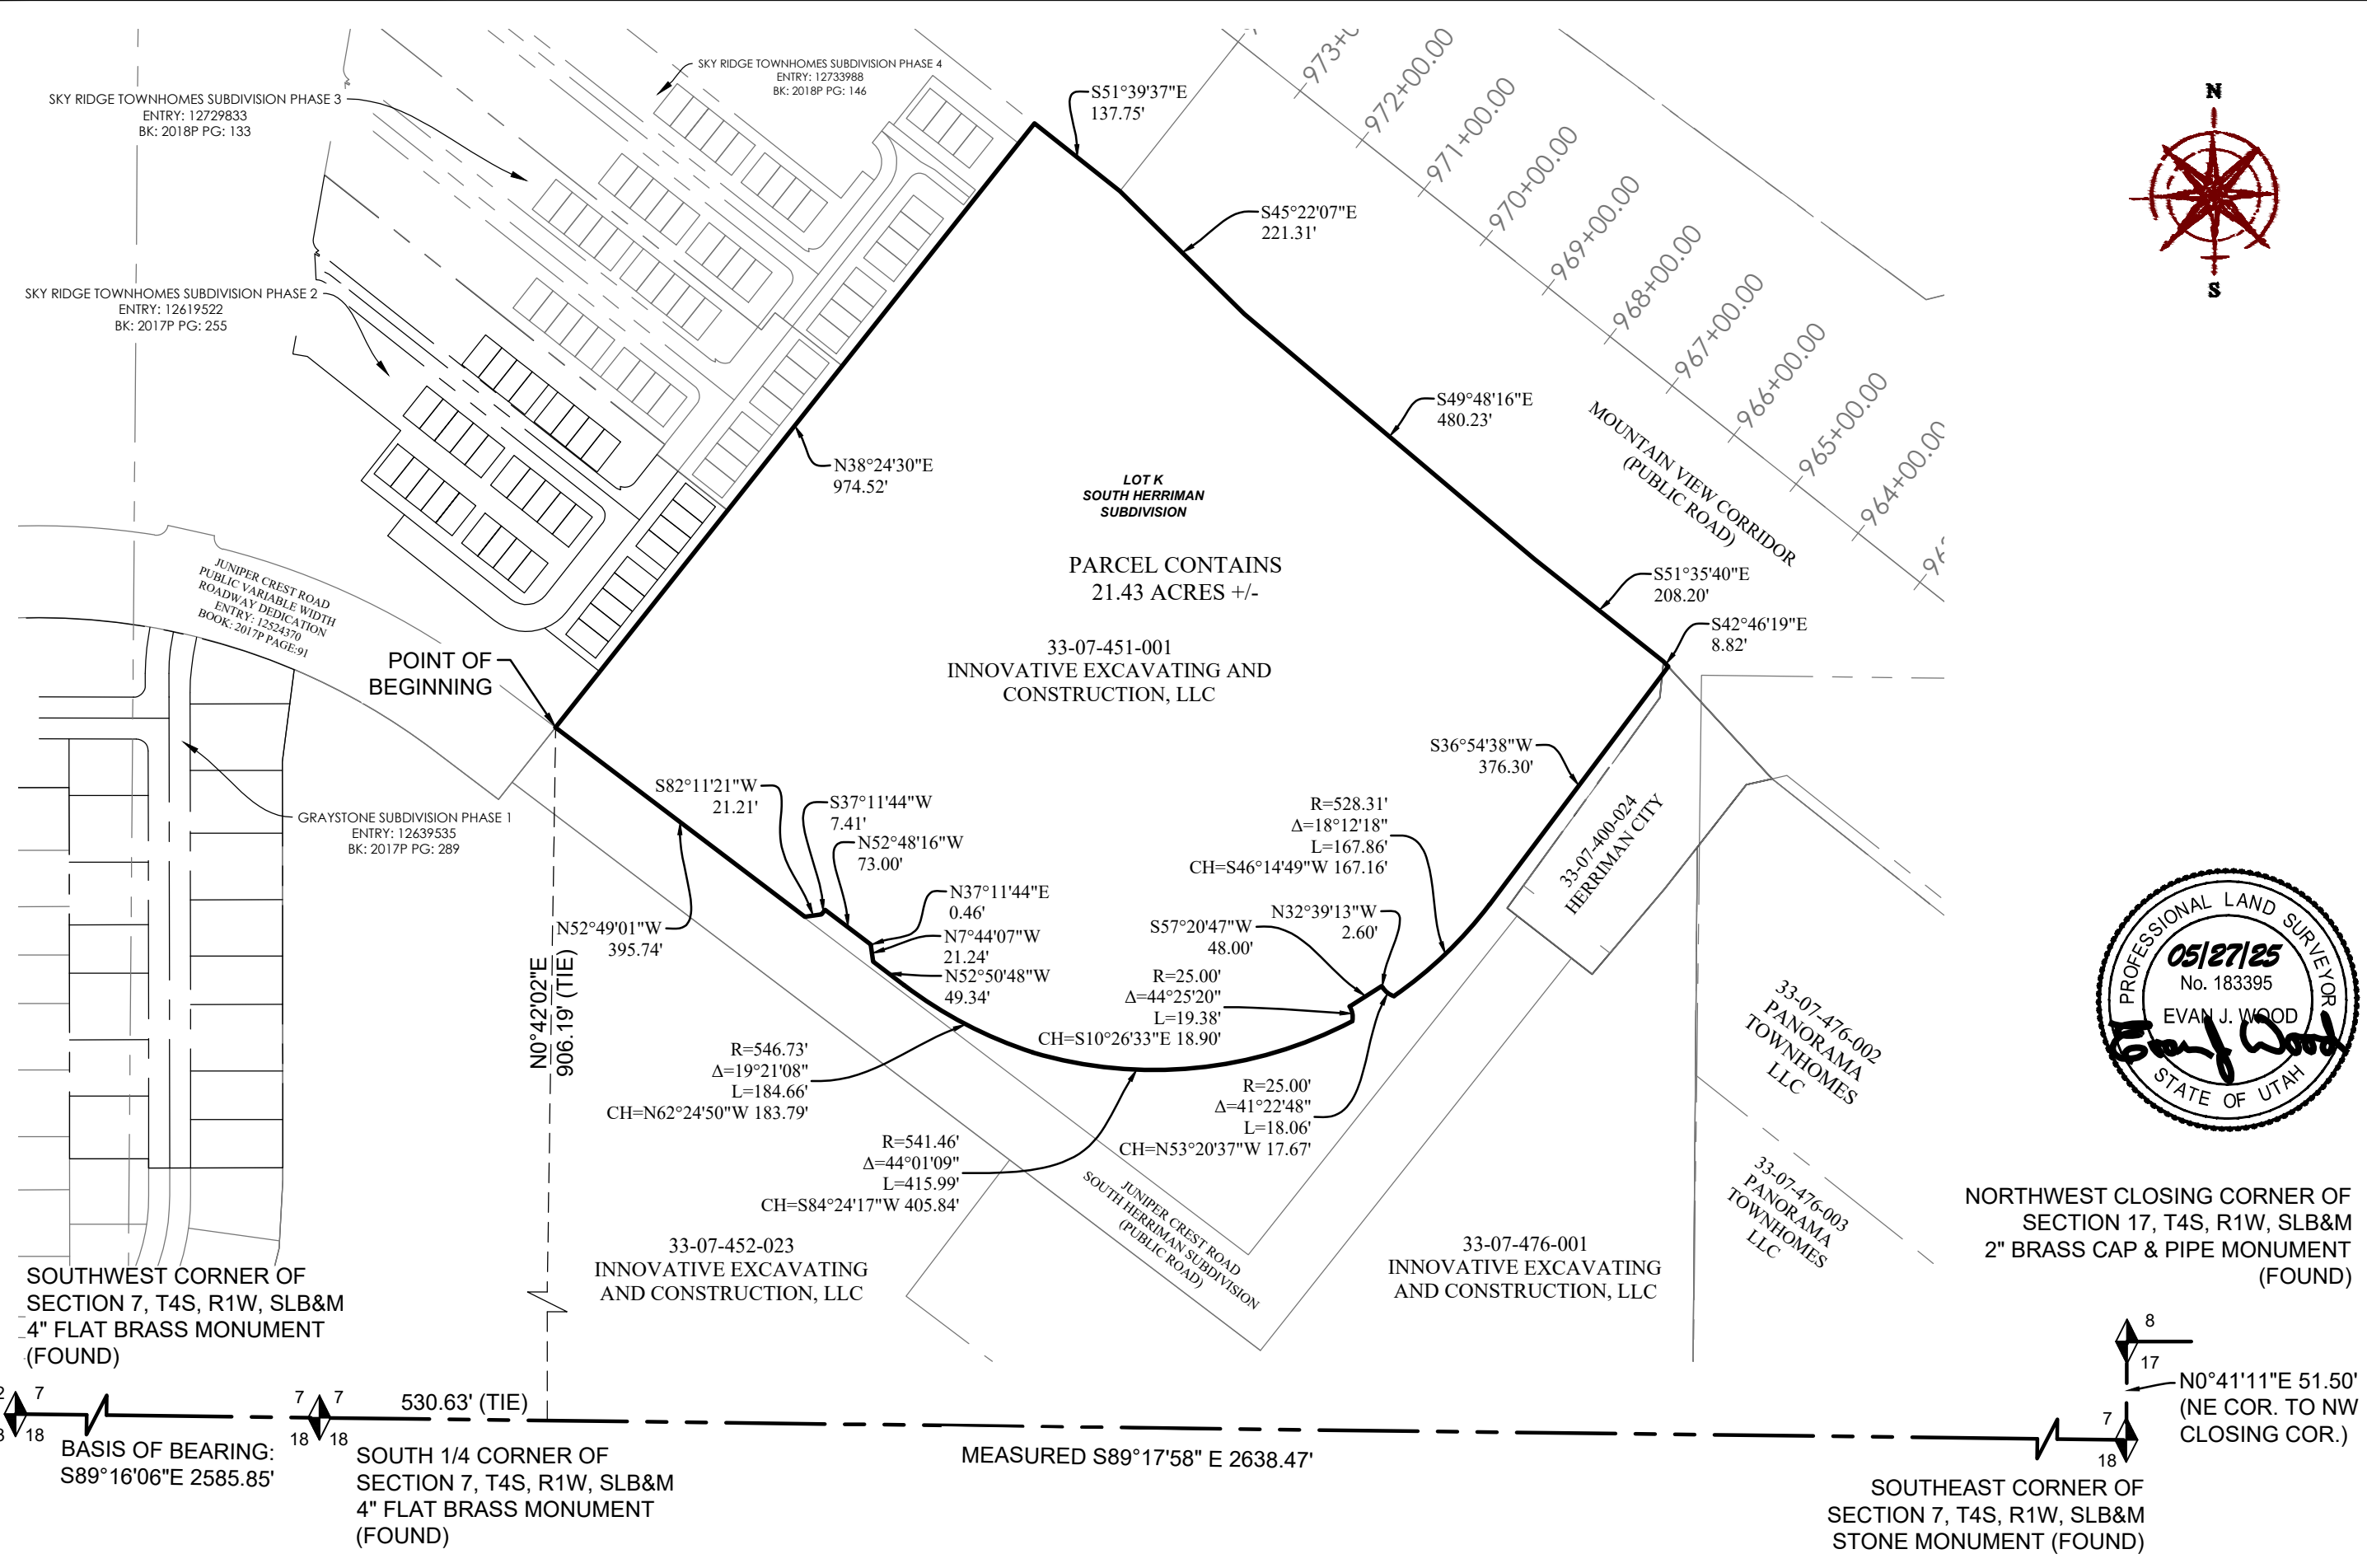 SKY RIDGE TOWNHOMES SUBDIVISION PHASE 4
ENTRY: 12733988
BK: 2018P PG: 146
SKY RIDGE TOWNHOMES SUBDIVISION PHASE 3
ENTRY: 12729833
BK: 2018P PG: 133
SKY RIDGE TOWNHOMES SUBDIVISION PHASE 2
ENTRY: 12619522
BK: 2017P PG: 255
S51°39'37"E
137.75'
S45°22'07"E
221.31'
972+00.00
971+00.00
970+00.00
969+00.00
968+00.00
967+00.00
966+00.00
965+00.00
964+00.00
N
S
S49°48'16"E
480.23'
MOUNTAIN VIEW CORRIDOR
(PUBLIC ROAD)
N38°24'30"E
974.52'
LOT K
SOUTH HERRIMAN
SUBDIVISION
PARCEL CONTAINS
21.43 ACRES +/-
33-07-451-001
INNOVATIVE EXCAVATING AND
CONSTRUCTION, LLC
S51°35'40"E
208.20'
S42°46'19"E
8.82'
JUNIPER CREST ROAD
PUBLIC VARIABLE WIDTH
ROADWAY DEDICATION
ENTRY: 12524370
BOOK: 2017P PAGE:91
POINT OF
BEGINNING
GRAYSTONE SUBDIVISION PHASE 1
ENTRY: 12639535
BK: 2017P PG: 289
S82°11'21"W
21.21'
S37°11'44"W
7.41'
N52°48'16"W
73.00'
N37°11'44"E
0.46'
N7°44'07"W
21.24'
N52°50'48"W
49.34'
N52°49'01"W
395.74'
N0°42'02"E
906.19' (TIE)
S36°54'38"W
376.30'
R=528.31'
Δ=18°12'18"
L=167.86'
CH=S46°14'49"W 167.16'
N32°39'13"W
2.60'
S57°20'47"W
48.00'
R=25.00'
Δ=44°25'20"
L=19.38'
CH=S10°26'33"E 18.90'
33-07-400-024
HERRIMAN CITY
R=546.73'
Δ=19°21'08"
L=184.66'
CH=N62°24'50"W 183.79'
R=25.00'
Δ=41°22'48"
L=18.06'
CH=N53°20'37"W 17.67'
R=541.46'
Δ=44°01'09"
L=415.99'
CH=S84°24'17"W 405.84'
33-07-476-002
PANORAMA
TOWNHOMES
LLC
33-07-476-003
PANORAMA
TOWNHOMES
LLC
PROFESSIONAL LAND SURVEYOR
05/27/25
No. 183395
EVAN J. WOOD
STATE OF UTAH
JUNIPER CREST ROAD
SOUTH HERRIMAN SUBDIVISION
(PUBLIC ROAD)
33-07-452-023
INNOVATIVE EXCAVATING
AND CONSTRUCTION, LLC
33-07-476-001
INNOVATIVE EXCAVATING
AND CONSTRUCTION, LLC
NORTHWEST CLOSING CORNER OF
SECTION 17, T4S, R1W, SLB&M
2" BRASS CAP & PIPE MONUMENT
(FOUND)
SOUTHWEST CORNER OF
SECTION 7, T4S, R1W, SLB&M
4" FLAT BRASS MONUMENT
(FOUND)
8
17
N0°41'11"E 51.50'
(NE COR. TO NW
CLOSING COR.)
7
18
7
18
BASIS OF BEARING:
S89°16'06"E 2585.85'
7 7
18 18
530.63' (TIE)
SOUTH 1/4 CORNER OF
SECTION 7, T4S, R1W, SLB&M
4" FLAT BRASS MONUMENT
(FOUND)
MEASURED S89°17'58" E 2638.47'
SOUTHEAST CORNER OF
SECTION 7, T4S, R1W, SLB&M
STONE MONUMENT (FOUND)